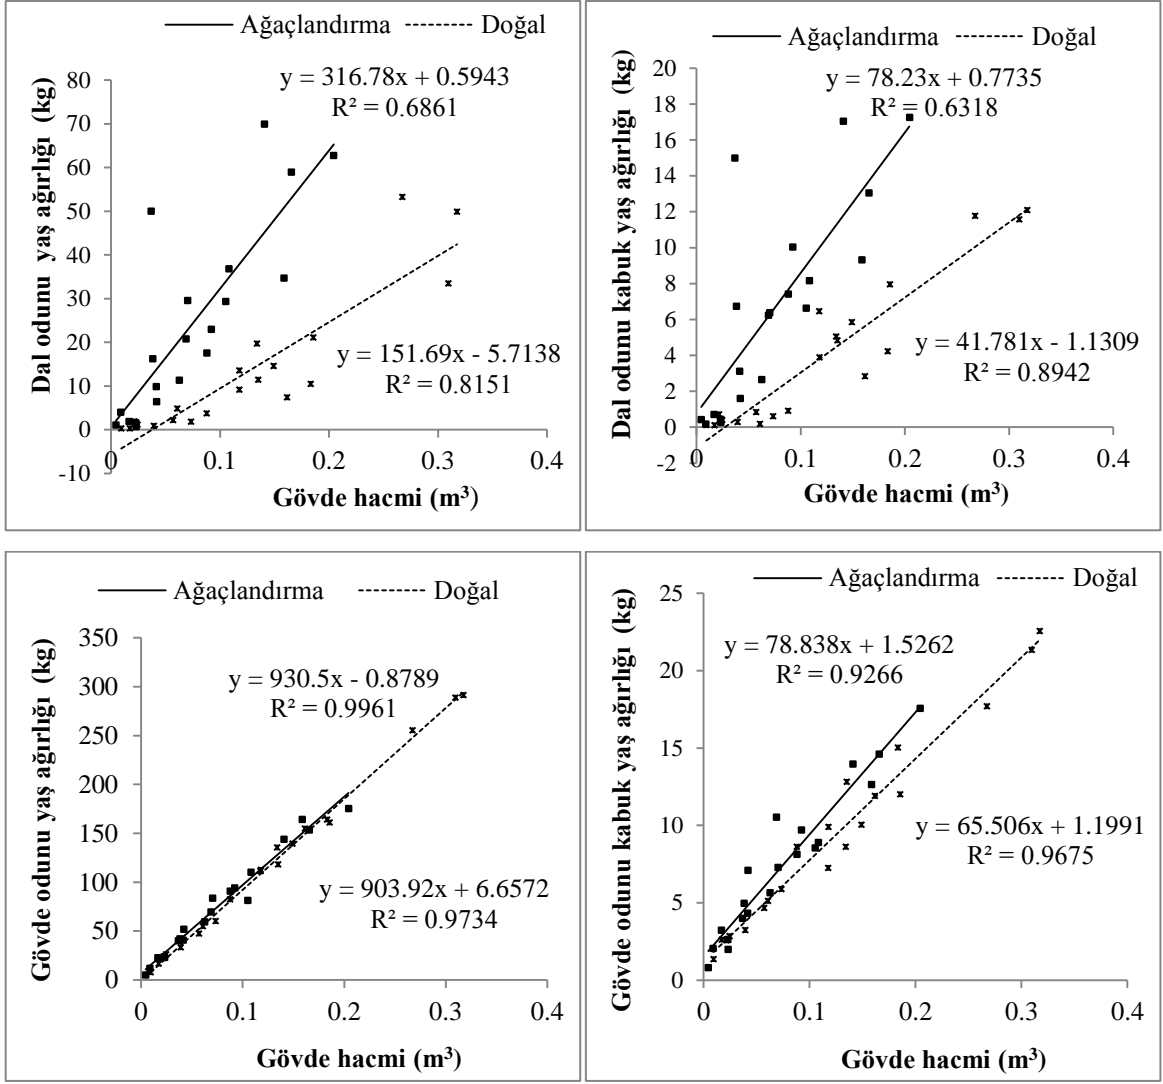 Ağaçlandırma Doğal
Dal odunu yaş ağırlığı (kg)
80
70
60
50
40
30
20
10
0
-10
y = 316.78x + 0.5943
R² = 0.6861
y = 151.69x - 5.7138
R² = 0.8151
0 0.1 0.2 0.3 0.4
Gövde hacmi (m³)
Ağaçlandırma Doğal
Dal odunu kabuk yaş ağırlığı (kg)
20
18
16
14
12
10
8
6
4
2
0
-2
y = 78.23x + 0.7735
R² = 0.6318
y = 41.781x - 1.1309
R² = 0.8942
0 0.1 0.2 0.3 0.4
Gövde hacmi (m³)
Ağaçlandırma Doğal
Gövde odunu yaş ağırlığı (kg)
350
300
250
200
150
100
50
0
y = 930.5x - 0.8789
R² = 0.9961
y = 903.92x + 6.6572
R² = 0.9734
0 0.1 0.2 0.3 0.4
Gövde hacmi (m³)
Ağaçlandırma Doğal
Gövde odunu kabuk yaş ağırlığı (kg)
25
20
15
10
5
0
y = 78.838x + 1.5262
R² = 0.9266
y = 65.506x + 1.1991
R² = 0.9675
0 0.1 0.2 0.3 0.4
Gövde hacmi (m³)